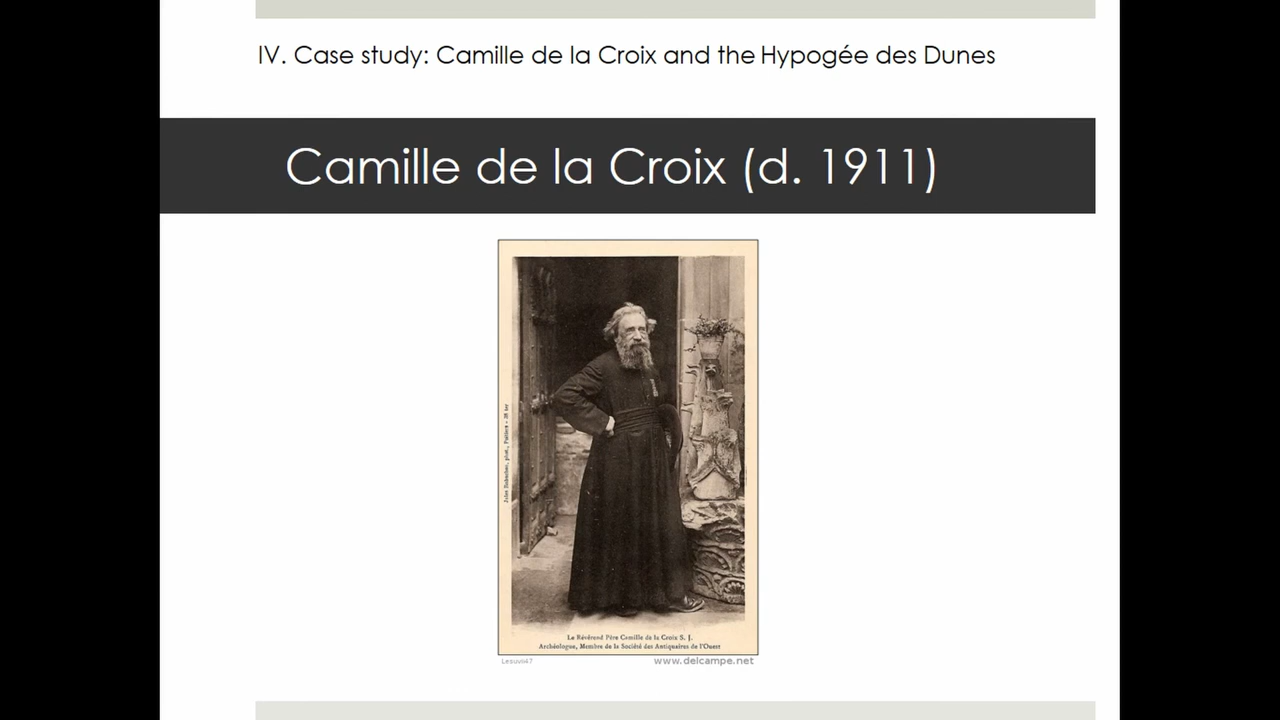 IV. Case study: Camille de la Croix and the Hypogée des Dunes
Camille de la Croix (d. 1911)
Le Révérend Père Camille de la Croix S. J.
Archéologue, Membre de la Société des Antiquaires de l'Ouest
www.delcampe.net